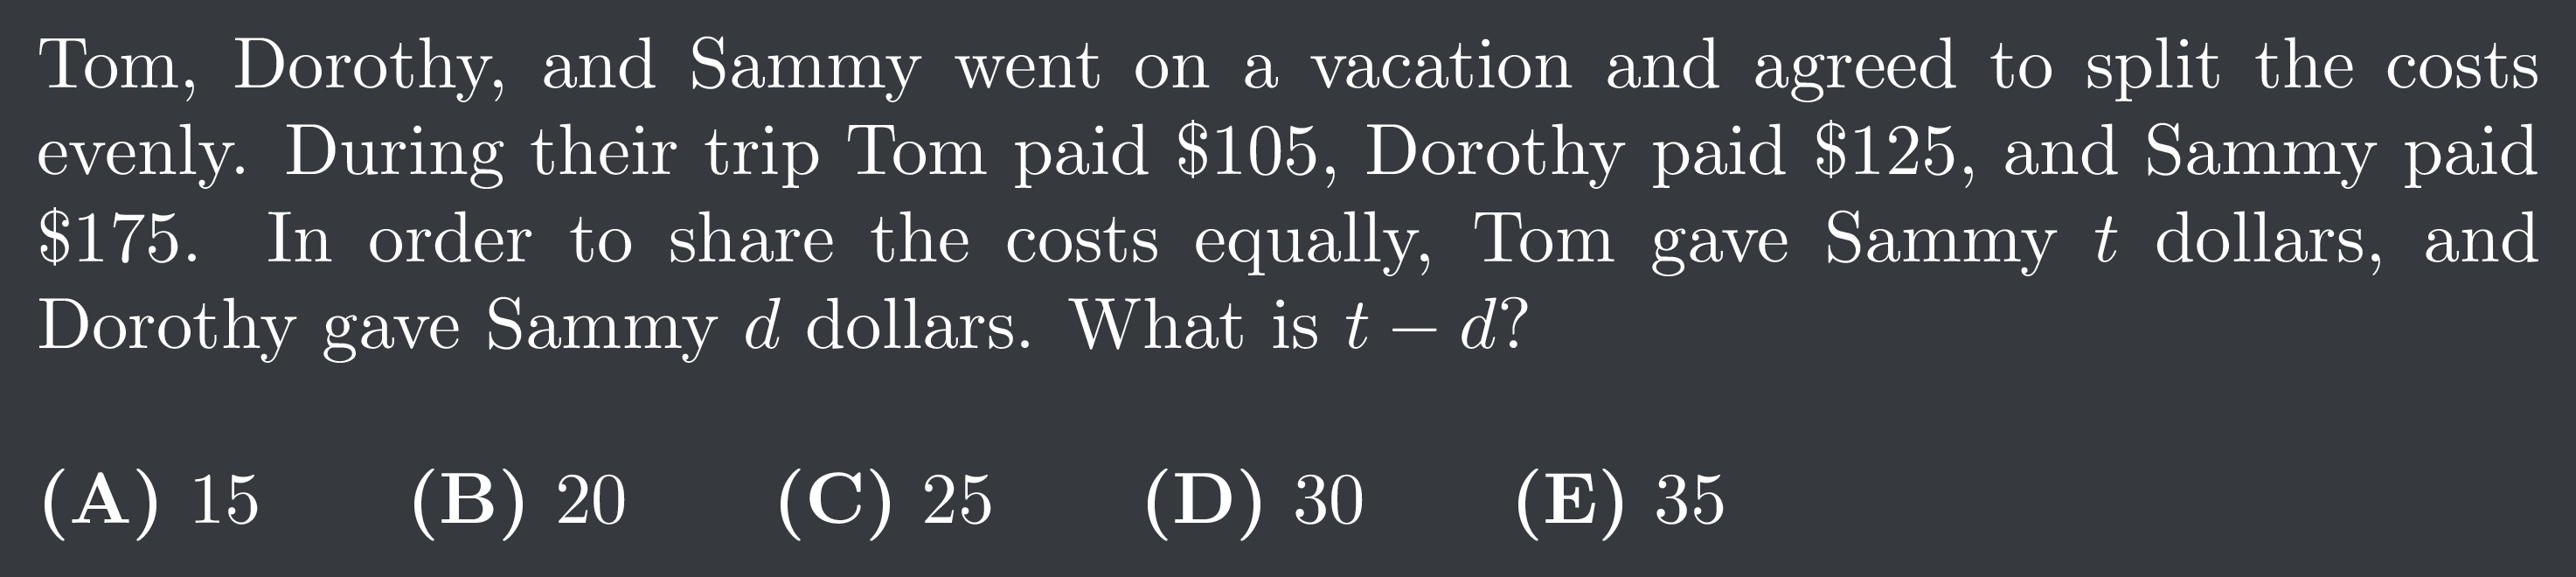 Tom, Dorothy, and Sammy went on a vacation and agreed to split the costs
evenly. During their trip Tom paid $105, Dorothy paid $125, and Sammy paid
$175. In order to share the costs equally, Tom gave Sammy t dollars, and
Dorothy gave Sammy d dollars. What is t − d?
(A) 15 (B) 20 (C) 25 (D) 30 (E) 35